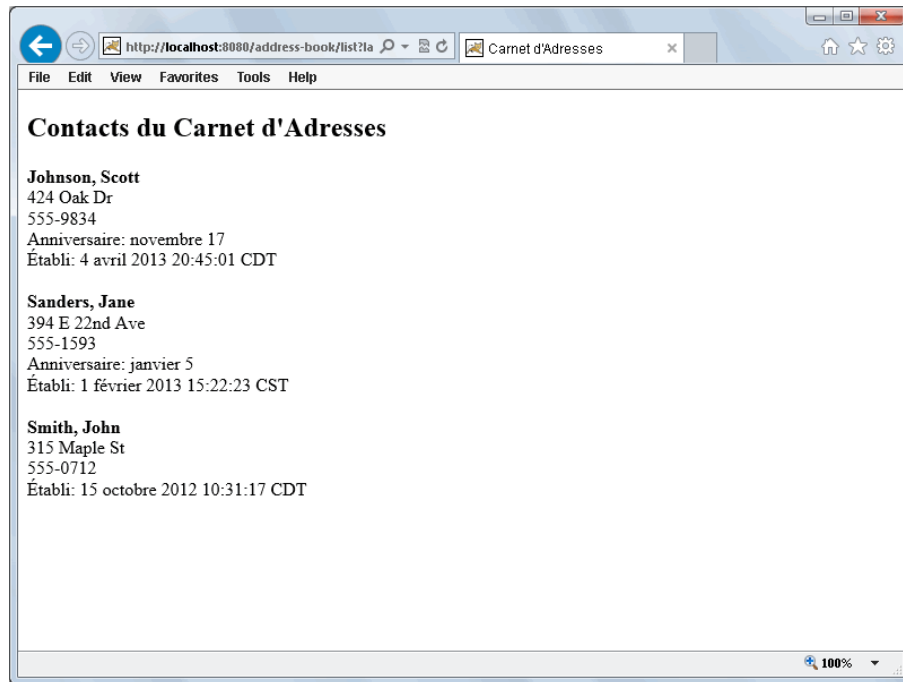 http://localhost:8080/address-book/list?la
Carnet d'Adresses
File Edit View Favorites Tools Help
Contacts du Carnet d'Adresses
Johnson, Scott
424 Oak Dr
555-9834
Anniversaire: novembre 17
Établi: 4 avril 2013 20:45:01 CDT
Sanders, Jane
394 E 22nd Ave
555-1593
Anniversaire: janvier 5
Établi: 1 février 2013 15:22:23 CST
Smith, John
315 Maple St
555-0712
Établi: 15 octobre 2012 10:31:17 CDT
100%